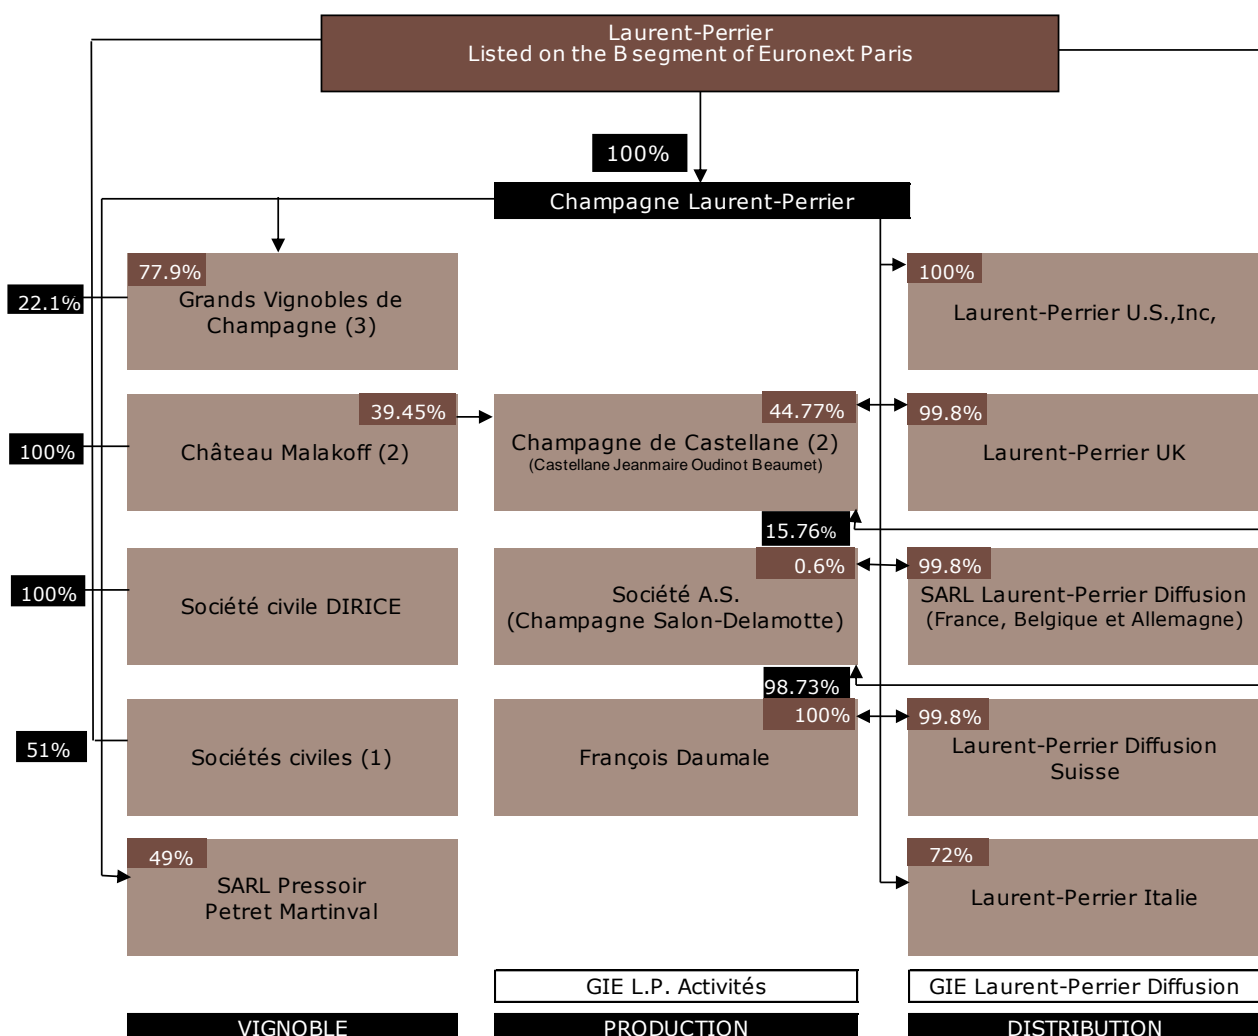 Laurent-Perrier
Listed on the B segment of Euronext Paris
100%
Champagne Laurent-Perrier
77.9%
22.1%
Grands Vignobles de
Champagne (3)
100%
Laurent-Perrier U.S.,Inc,
39.45%
100%
Château Malakoff (2)
44.77%
Champagne de Castellane (2)
(Castellane Jeanmaire Oudinot Beaumet)
15.76%
99.8%
Laurent-Perrier UK
100%
Société civile DIRICE
0.6%
Société A.S.
(Champagne Salon-Delamotte)
98.73%
99.8%
SARL Laurent-Perrier Diffusion
(France, Belgique et Allemagne)
51%
Sociétés civiles (1)
100%
François Daumale
99.8%
Laurent-Perrier Diffusion
Suisse
49%
SARL Pressoir
Petret Martinval
72%
Laurent-Perrier Italie
GIE L.P. Activités
GIE Laurent-Perrier Diffusion
VIGNOBLE
PRODUCTION
DISTRIBUTION